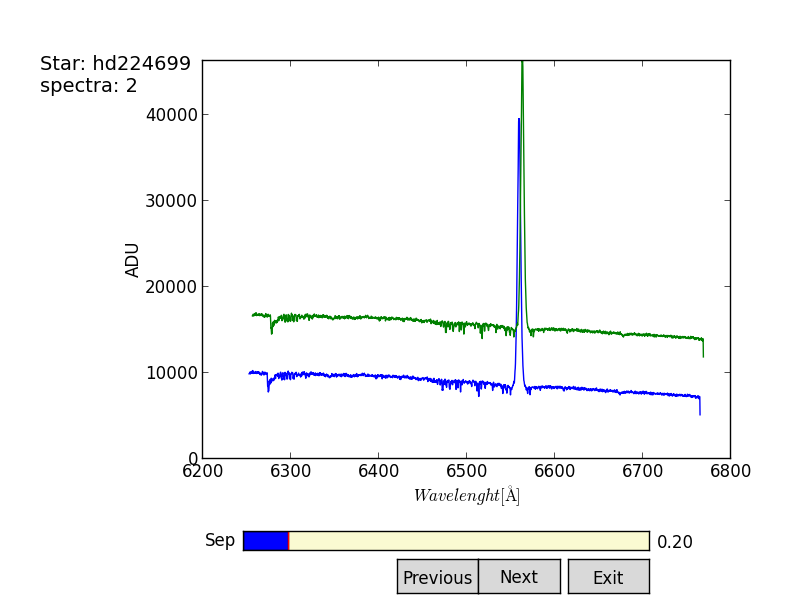 Star: hd224699
spectra: 2
40000
30000
20000
10000
0
ADU
6200 6300 6400 6500 6600 6700 6800
Wavelenght[Å]
Sep 0.20
Previous Next Exit